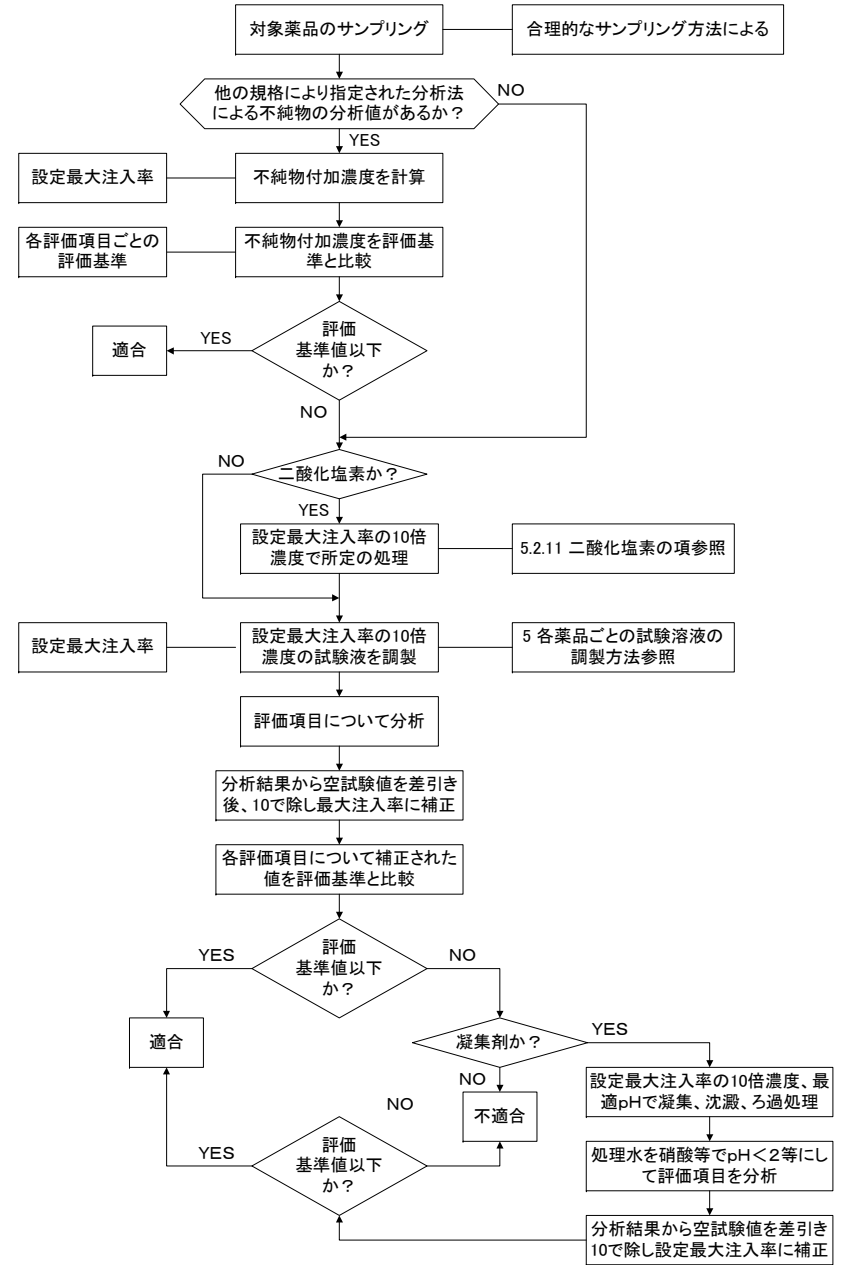 対象薬品のサンプリング
合理的なサンプリング方法による
他の規格により指定された分析法
による不純物の分析値があるか？
NO
YES
設定最大注入率
不純物付加濃度を計算
各評価項目ごとの
評価基準
不純物付加濃度を評価基
準と比較
評価
基準値以下
か？
YES
適合
NO
二酸化塩素か？
NO
YES
設定最大注入率の10倍
濃度で所定の処理
5.2.11 二酸化塩素の項参照
設定最大注入率
設定最大注入率の10倍
濃度の試験液を調製
5 各薬品ごとの試験溶液の
調製方法参照
評価項目について分析
分析結果から空試験値を差引き
後、10で除し最大注入率に補正
各評価項目について補正された
値を評価基準と比較
評価
基準値以下
か？
YES
NO
適合
凝集剤か？
YES
NO
不適合
設定最大注入率の10倍濃度、最
適pHで凝集、沈澱、ろ過処理
処理水を硝酸等でpH＜2等にし
て評価項目を分析
分析結果から空試験値を差引き
10で除し設定最大注入率に補正
評価
基準値以下
か？
YES
NO